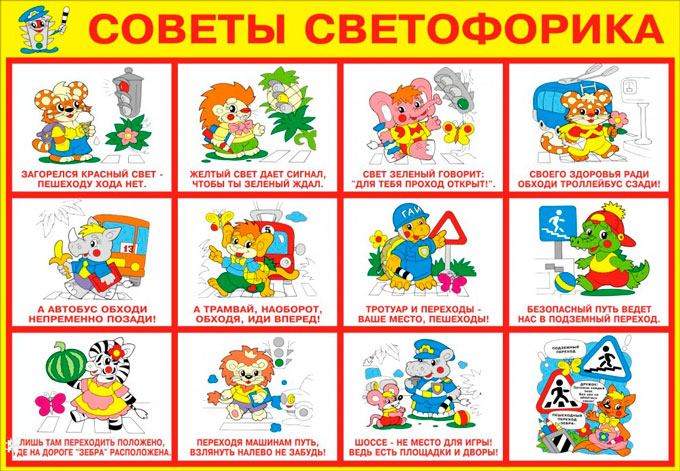 СОВЕТЫ СВЕТОФОРИКА
ЗАГОРЕЛСЯ КРАСНЫЙ СВЕТ -
ПЕШЕХОДУ ХОДА НЕТ.
ЖЕЛТЫЙ СВЕТ ДАЕТ СИГНАЛ,
ЧТОБЫ ТЫ ЗЕЛЕНЫЙ ЖДАЛ.
СВЕТ ЗЕЛЕНЫЙ ГОВОРИТ:
"ДЛЯ ТЕБЯ ПРОХОД ОТКРЫТ!".
СВОЕГО ЗДОРОВЬЯ РАДИ
ОБХОДИ ТРОЛЛЕЙБУС СЗАДИ!
13
А АВТОБУС ОБХОДИ
НЕПРЕМЕННО ПОЗАДИ!
5
А ТРАМВАЙ, НАОБОРОТ,
ОБХОДЯ, ИДИ ВПЕРЕД!
ГАИ
ТРОТУАР И ПЕРЕХОДЫ -
ВАШЕ МЕСТО, ПЕШЕХОДЫ!
БЕЗОПАСНЫЙ ПУТЬ ВЕДЕТ
НАС В ПОДЗЕМНЫЙ ПЕРЕХОД.
ЛИШЬ ТАМ ПЕРЕХОДИТЬ ПОЛОЖЕНО,
ДЕ НА ДОРОГЕ "ЗЕБРА" РАСПОЛОЖЕНА.
ПЕРЕХОДЯ МАШИНАМ ПУТЬ,
ВЗГЛЯНУТЬ НАЛЕВО НЕ ЗАБУДЬ!
ШОССЕ - НЕ МЕСТО ДЛЯ ИГРЫ!
ВЕДЬ ЕСТЬ ПЛОЩАДКИ И ДВОРЫ!
ПОДЗЕМНЫЙ
ПЕРЕХОД
ДРУЖОК!
ПЕШЕХОДНЫЙ
ПЕРЕХОД
"ЗЕБРА"